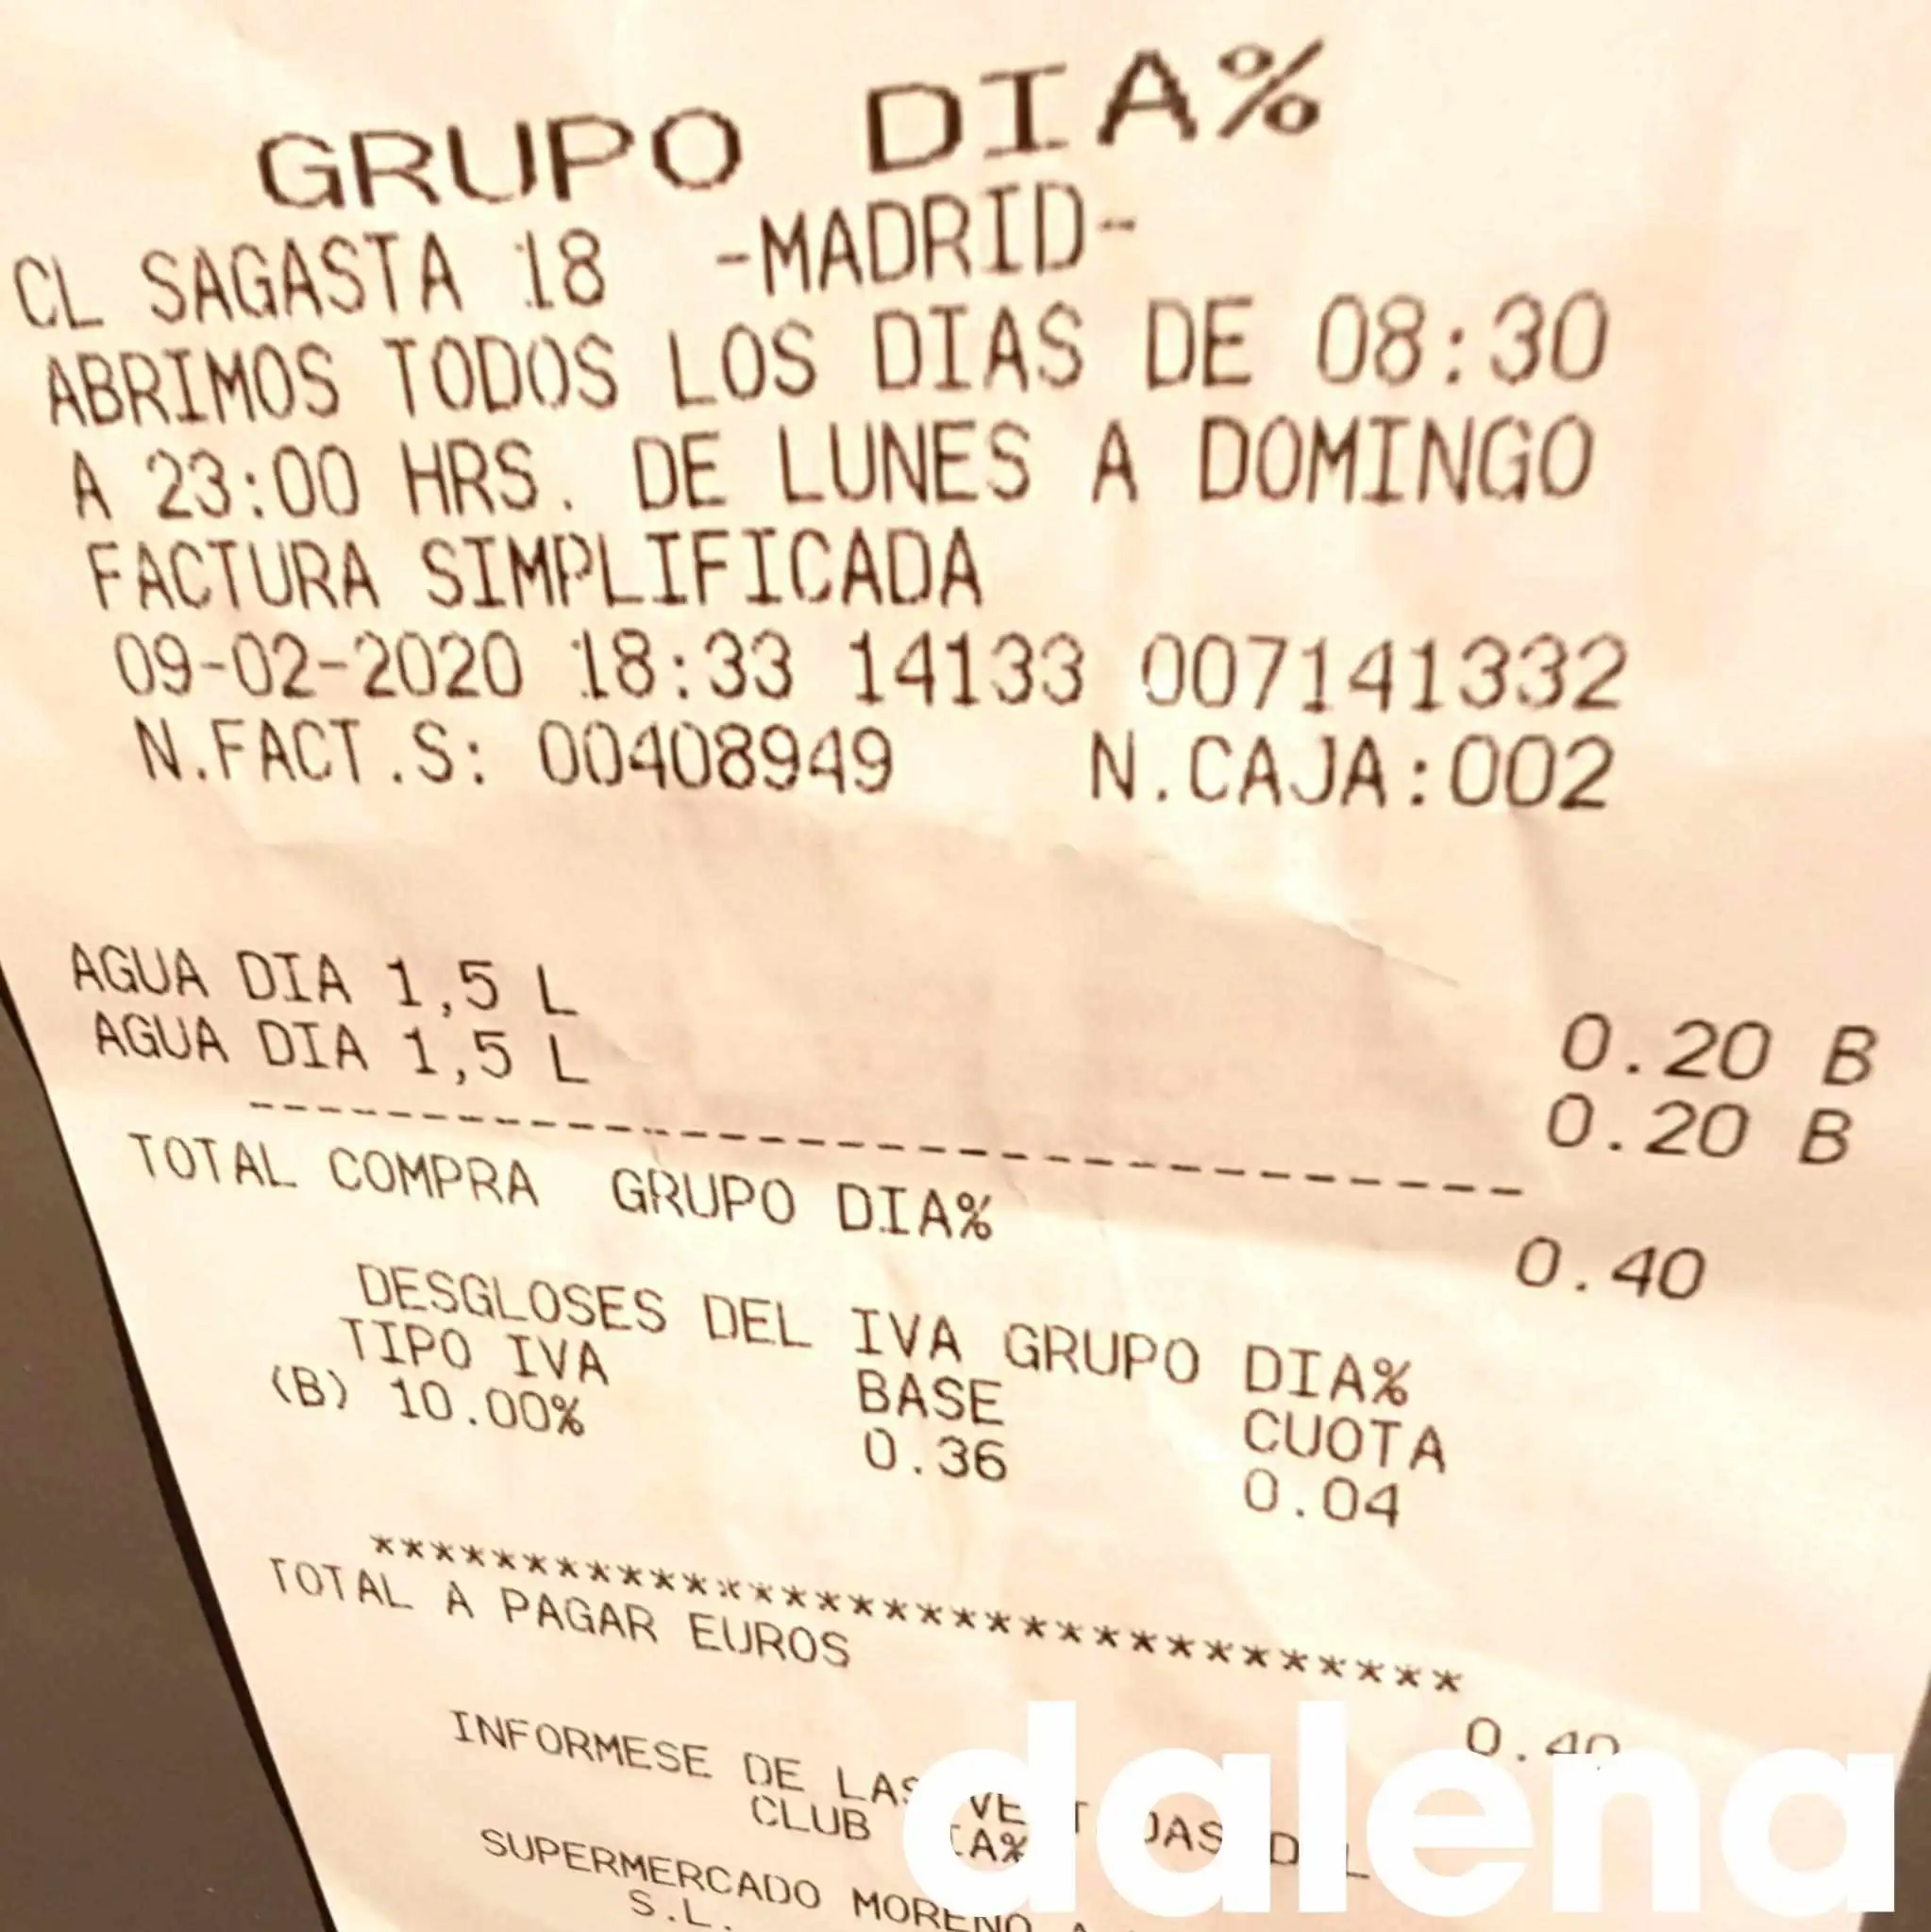 GRUPO DIA%
CL SAGASTA 18 -MADRID-
ABRIMOS TODOS LOS DIAS DE 08:30
A 23:00 HRS. DE LUNES A DOMINGO
FACTURA SIMPLIFICADA
09-02-2020 18:33 14133 007141332
N.FACT.S: 00408949 N.CAJA:002
AGUA DIA 1,5 L 0.20 B
AGUA DIA 1,5 L 0.20 B
--------------------------------
TOTAL COMPRA GRUPO DIA% 0.40
DESGLOSES DEL IVA GRUPO DIA%
TIPO IVA BASE CUOTA
(B) 10.00% 0.36 0.04
********************************
TOTAL A PAGAR EUROS 0.40
INFORMESE DE LAS
CLUB
SUPERMERCADO MORENO
S.L.
dalena